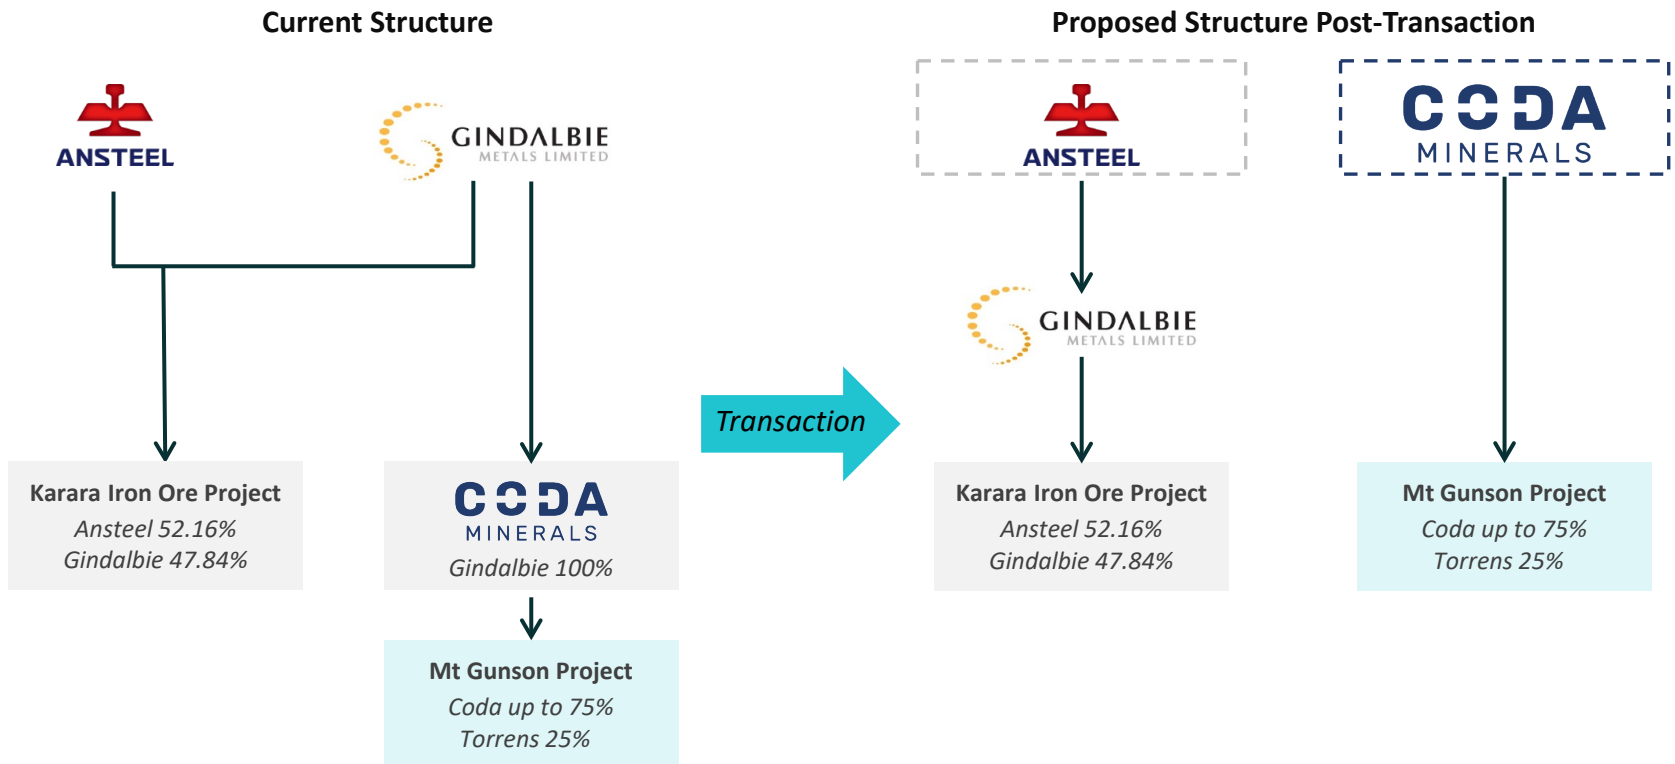 Current Structure
ANSTEEL
GINDALBIE
METALS LIMITED
Karara Iron Ore Project
Ansteel 52.16%
Gindalbie 47.84%
CODA
MINERALS
Gindalbie 100%
Mt Gunson Project
Coda up to 75%
Torrens 25%
Transaction
Proposed Structure Post-Transaction
ANSTEEL
CODA
MINERALS
GINDALBIE
METALS LIMITED
Karara Iron Ore Project
Ansteel 52.16%
Gindalbie 47.84%
Mt Gunson Project
Coda up to 75%
Torrens 25%